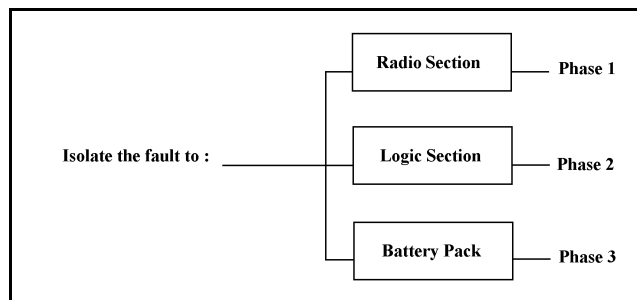 Radio Section
Phase 1
Isolate the fault to :
Logic Section
Phase 2
Battery Pack
Phase 3